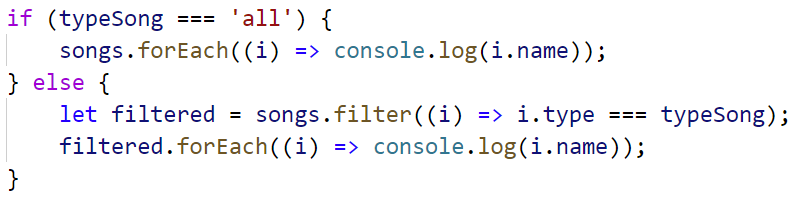 if (typeSong === 'all') {
    songs.forEach((i) => console.log(i.name));
} else {
    let filtered = songs.filter((i) => i.type === typeSong);
    filtered.forEach((i) => console.log(i.name));
}